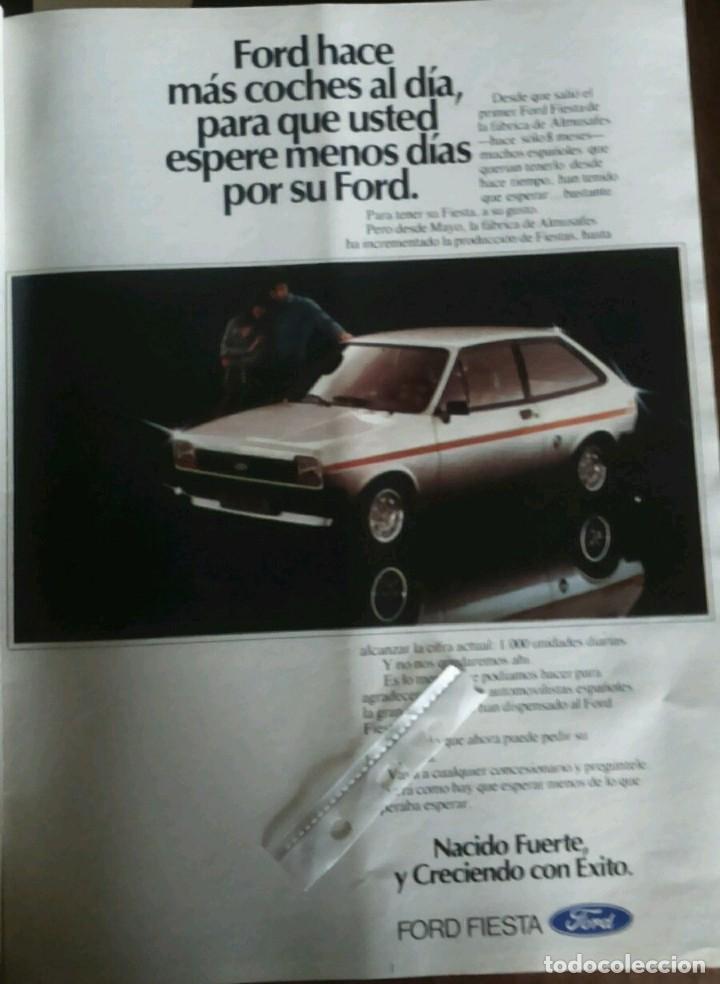 Ford hace
más coches al día,
para que usted
espere menos días
por su Ford.
Desde que salió el
primer Ford Fiesta de
la fábrica de Almusafes
—hace sólo 8 meses—
muchos españoles que
querían tenerlo desde
hace tiempo, han tenido
que esperar... bastante.
Para tener su Fiesta, a su gusto.
Pero desde Mayo, la fábrica de Almusafes
ha incrementado la producción de Fiestas, hasta
alcanzar la cifra actual: 1.000 unidades diarias.
Y no nos quedaremos ahí.
Es lo podíamos hacer para
automovilistas españoles
la gran han dispensado al Ford
que ahora puede pedir su
a cualquier concesionario y pregúntele.
como hay que esperar menos de lo que
esperar.
Nacido Fuerte,
y Creciendo con Exito.
FORD FIESTA Ford
todocoleccion